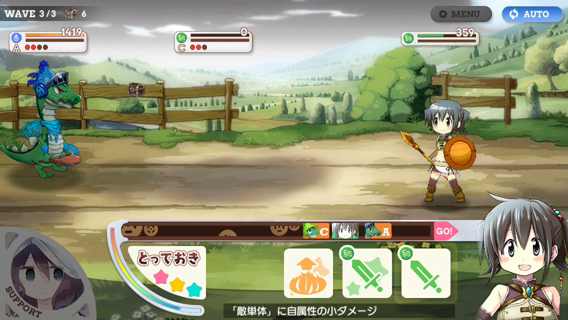 WAVE 3/3 6
MENU
AUTO
1419
A
0
C
359
C A GO!
とっておき
SUPPORT
「敵単体」に自属性の小ダメージ